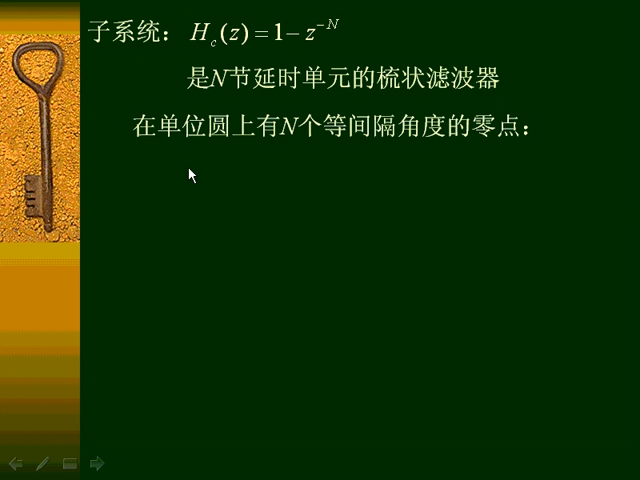 子系统： H_c(z) = 1 − z^{−N}
是N节延时单元的梳状滤波器
在单位圆上有N个等间隔角度的零点：